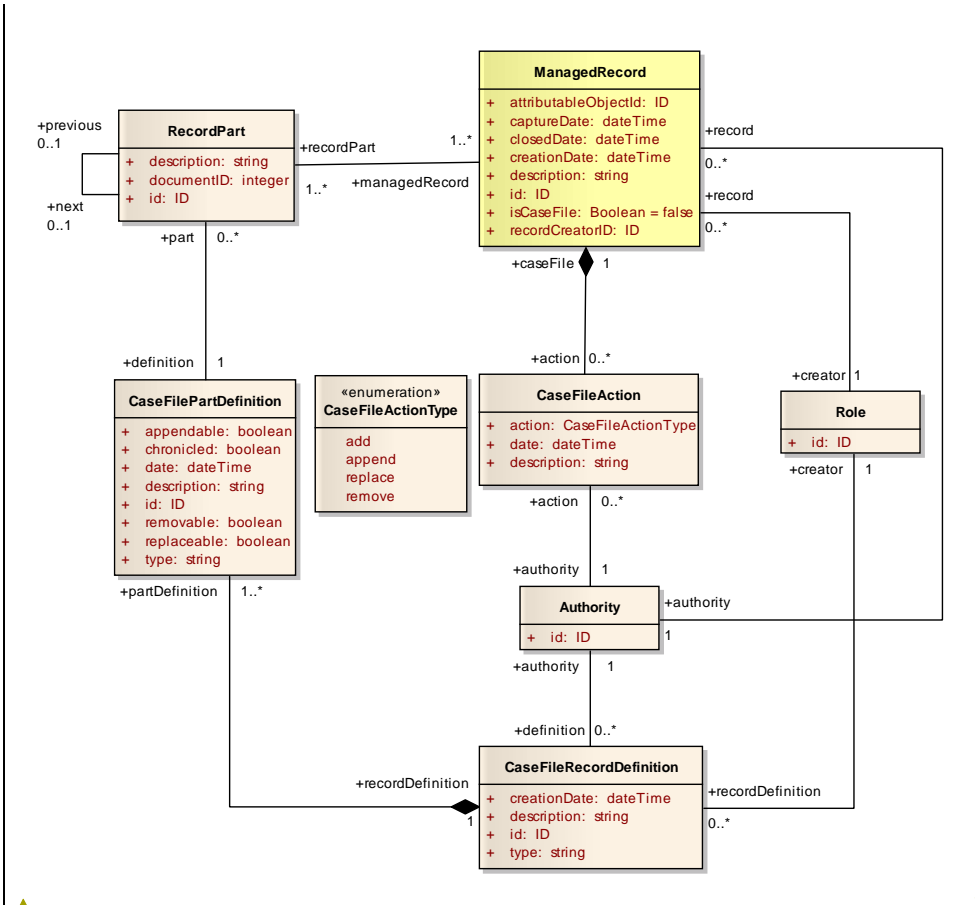 ManagedRecord
+ attributableObjectId: ID
+ captureDate: dateTime
+ closedDate: dateTime
+ creationDate: dateTime
+ description: string
+ id: ID
+ isCaseFile: Boolean = false
+ recordCreatorID: ID
+previous
0..1
+next
0..1
RecordPart
+ description: string
+ documentID: integer
+ id: ID
+recordPart
1..*
1..*
+managedRecord
+record
0..*
+record
0..*
+part 0..*
+caseFile 1
+definition 1
+action 0..*
+creator 1
CaseFilePartDefinition
+ appendable: boolean
+ chronicled: boolean
+ date: dateTime
+ description: string
+ id: ID
+ removable: boolean
+ replaceable: boolean
+ type: string
«enumeration»
CaseFileActionType
add
append
replace
remove
CaseFileAction
+ action: CaseFileActionType
+ date: dateTime
+ description: string
Role
+ id: ID
+creator 1
+action 0..*
+authority 1
+partDefinition 1..*
Authority
+ id: ID
+authority
1
+authority 1
+definition 0..*
+recordDefinition
1
CaseFileRecordDefinition
+ creationDate: dateTime
+ description: string
+ id: ID
+ type: string
+recordDefinition
0..*